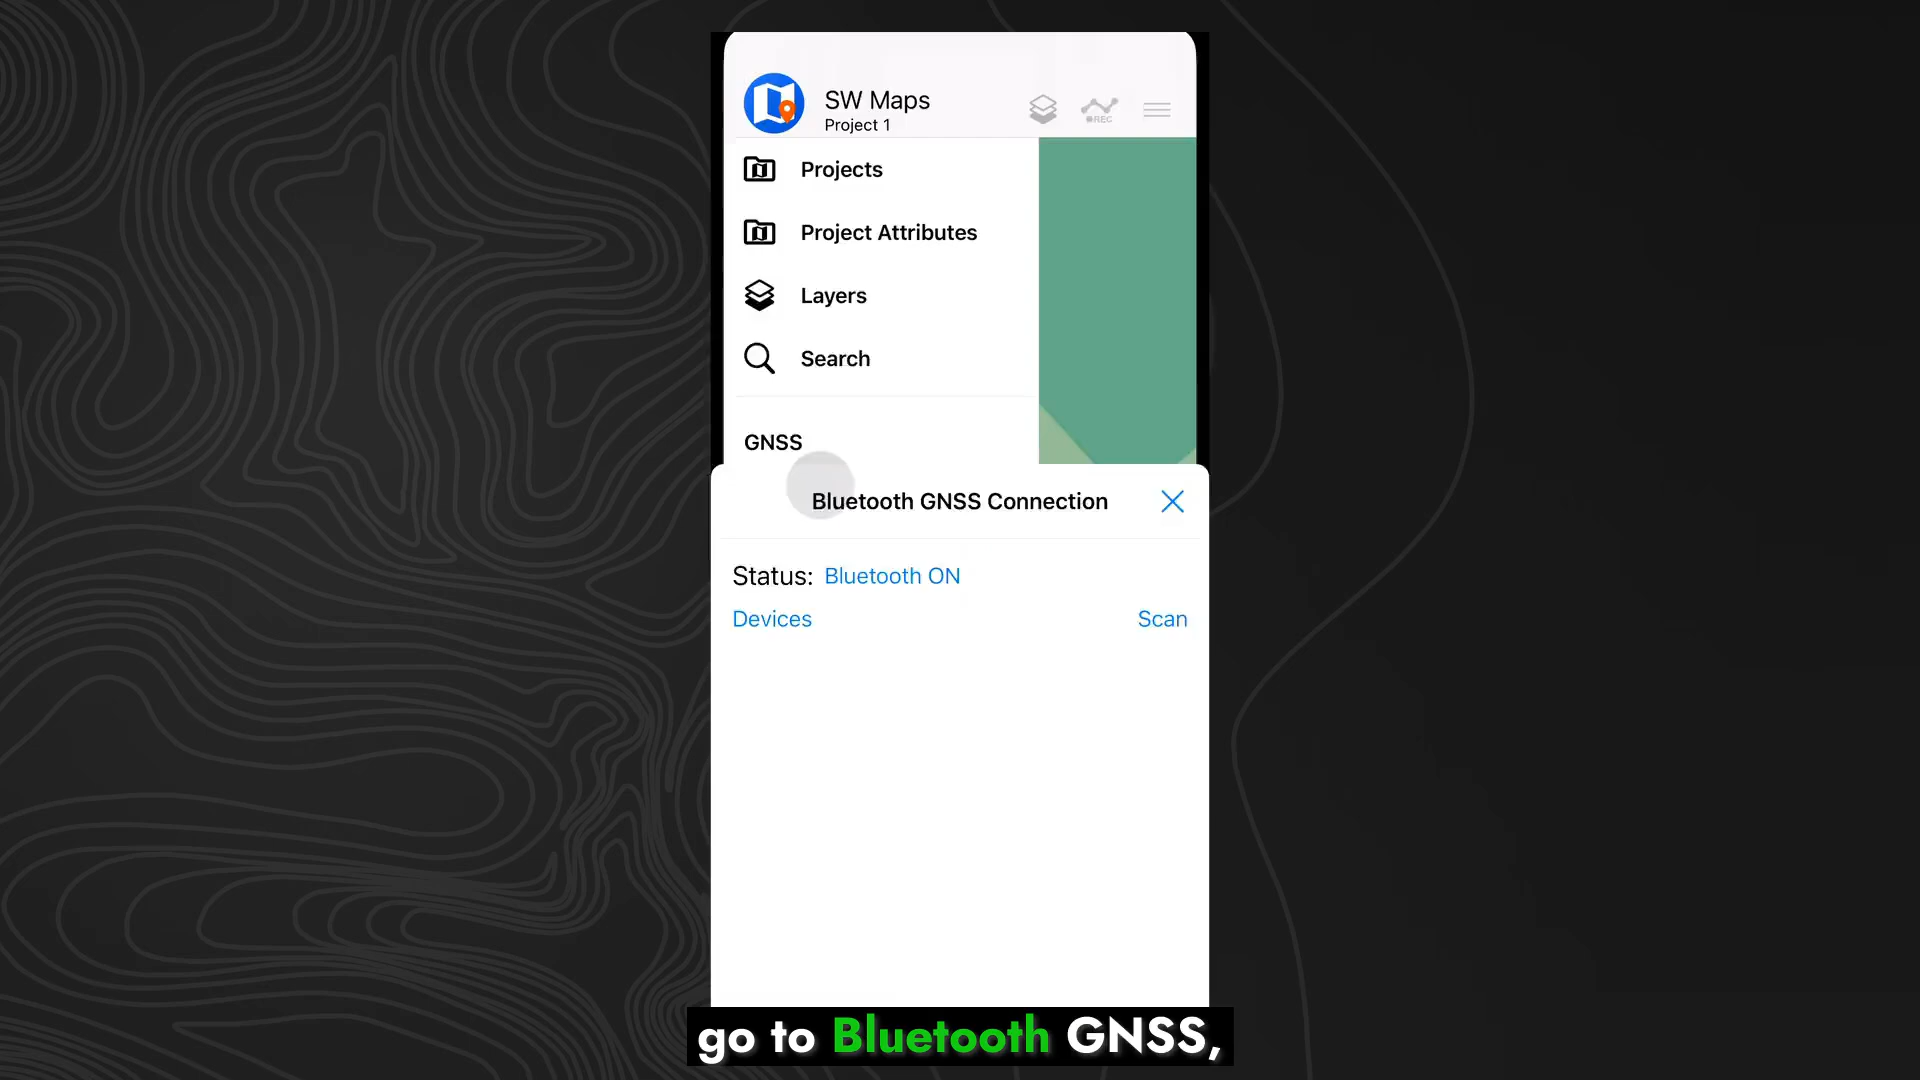 SW Maps
Project 1
REC
Projects
Project Attributes
Layers
Search
GNSS
Bluetooth GNSS Connection
Status: Bluetooth ON
Devices Scan
go to Bluetooth GNSS,